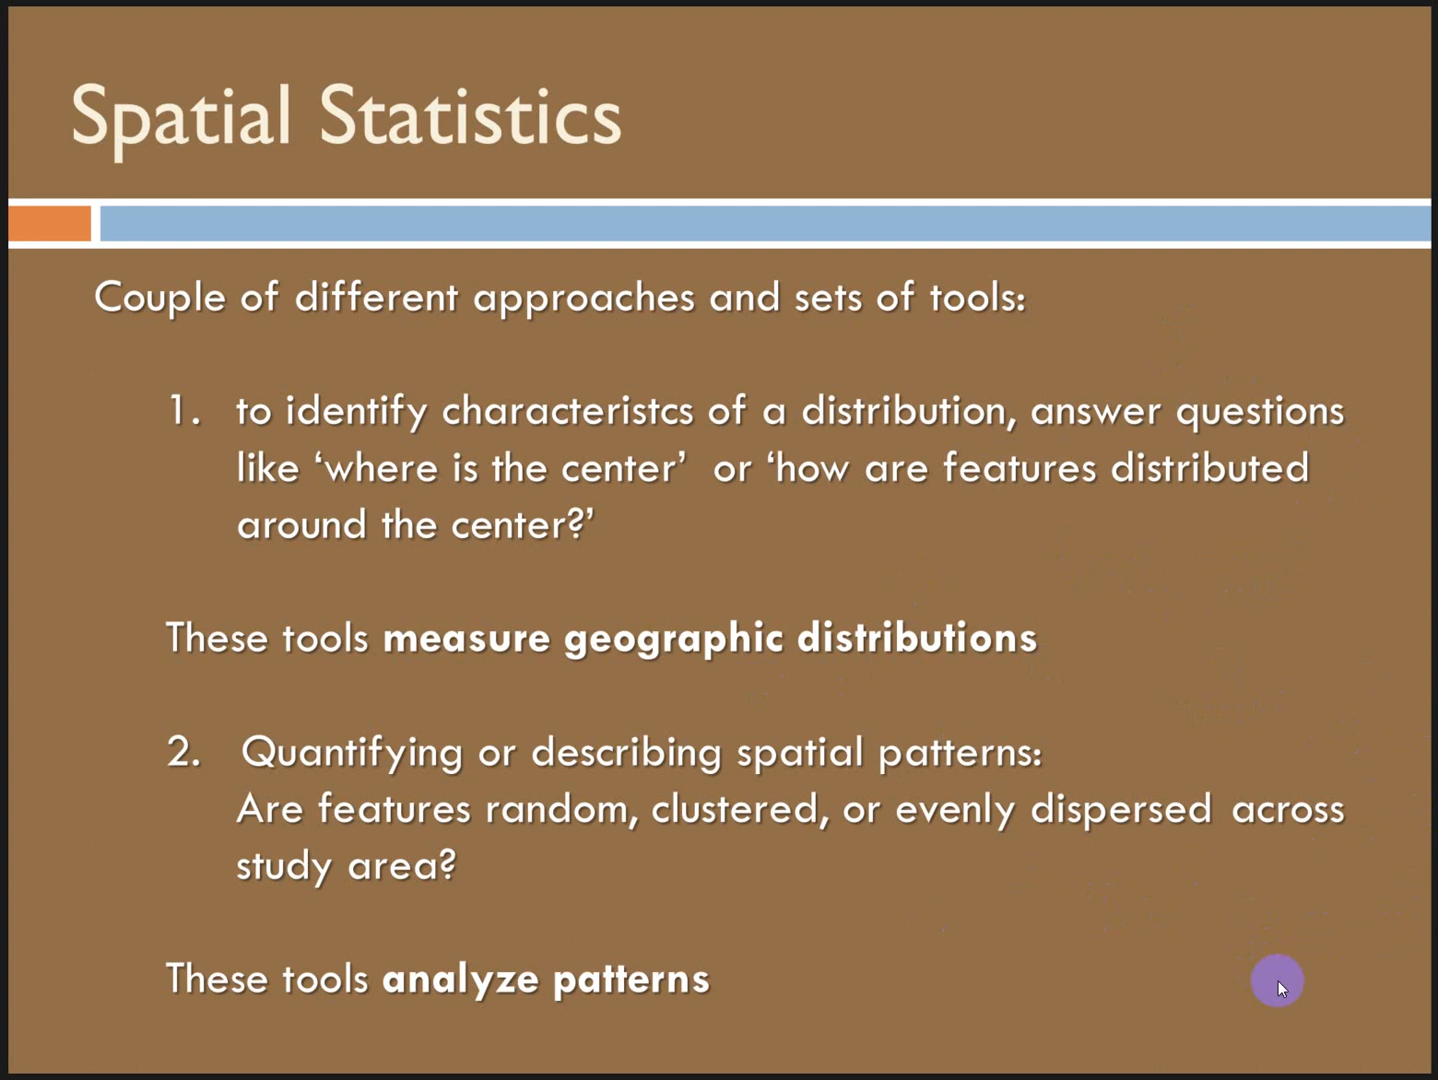 Spatial Statistics
Couple of different approaches and sets of tools:
1. to identify characteristcs of a distribution, answer questions
like ‘where is the center’ or ‘how are features distributed
around the center?’
These tools measure geographic distributions
2. Quantifying or describing spatial patterns:
Are features random, clustered, or evenly dispersed across
study area?
These tools analyze patterns